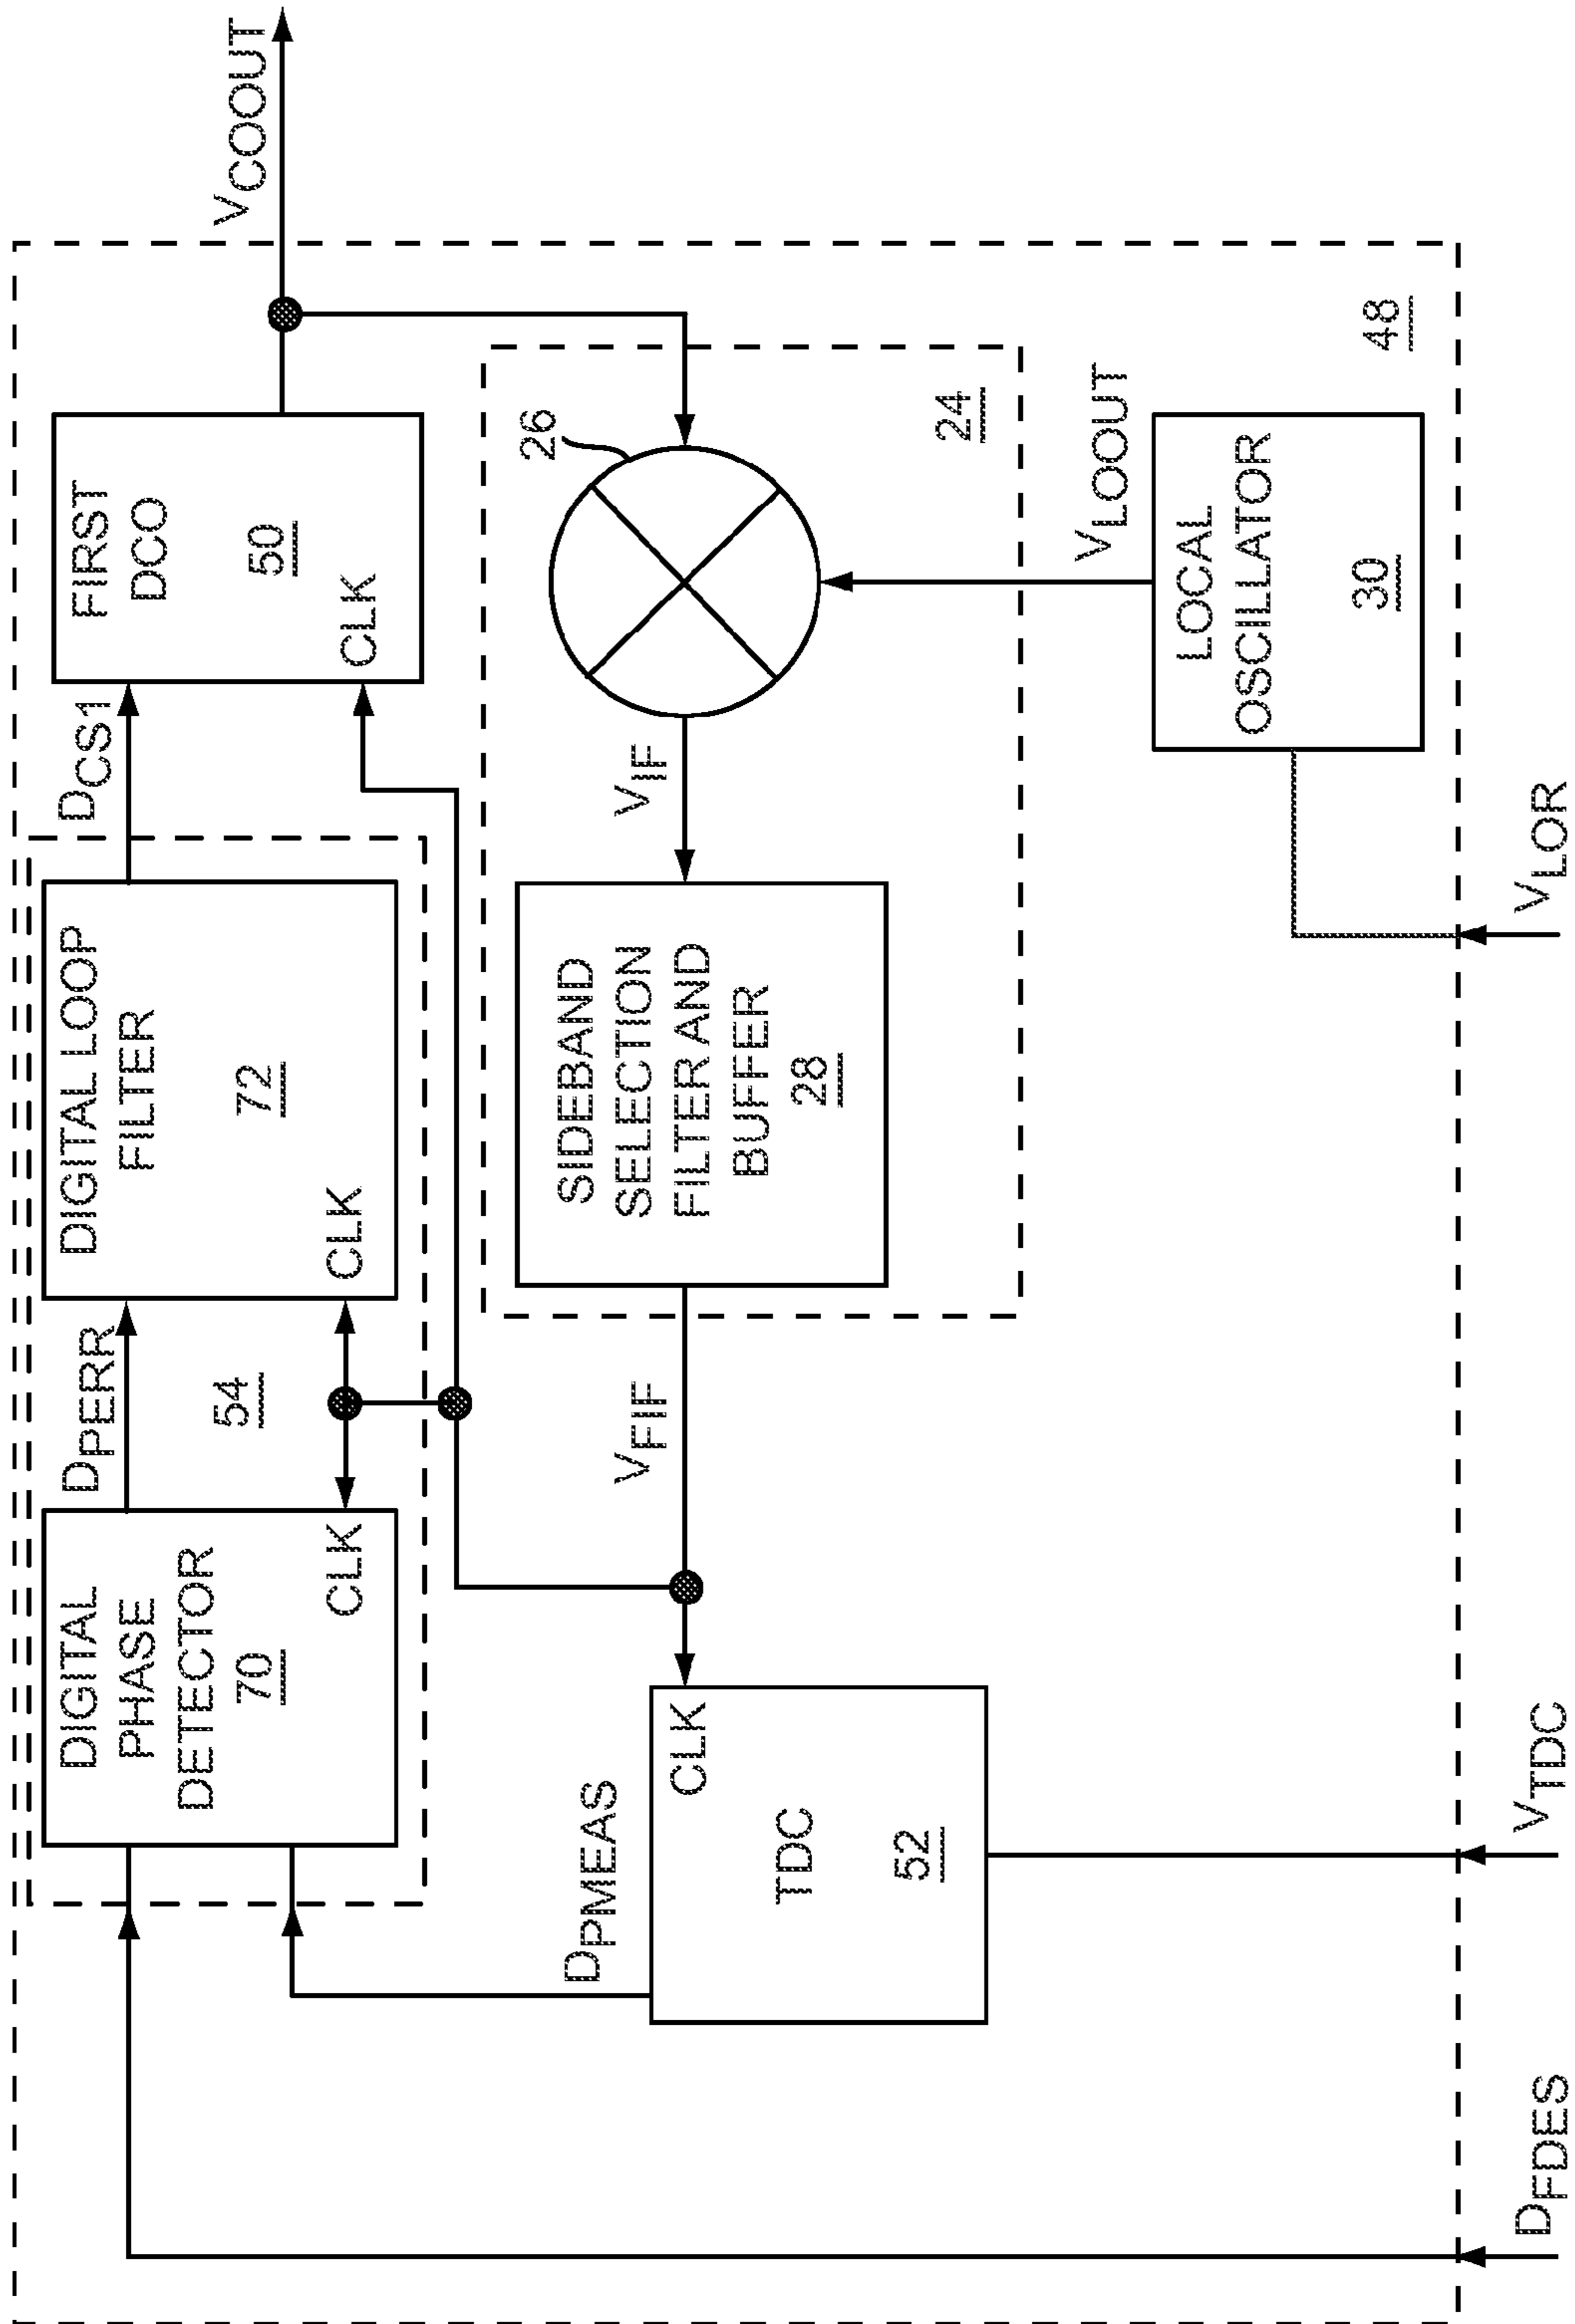 DIGITAL
PHASE
DETECTOR
70
CLK
DPERR
54
DIGITAL LOOP
FILTER
72
CLK
DCS1
FIRST
DCO
50
CLK
VCOOUT
DPMEAS
CLK
TDC
52
VFIF
SIDEBAND
SELECTION
FILTER AND
BUFFER
28
VIF
26
24
VLOOUT
LOCAL
OSCILLATOR
30
48
DFDES
VTDC
VLOR